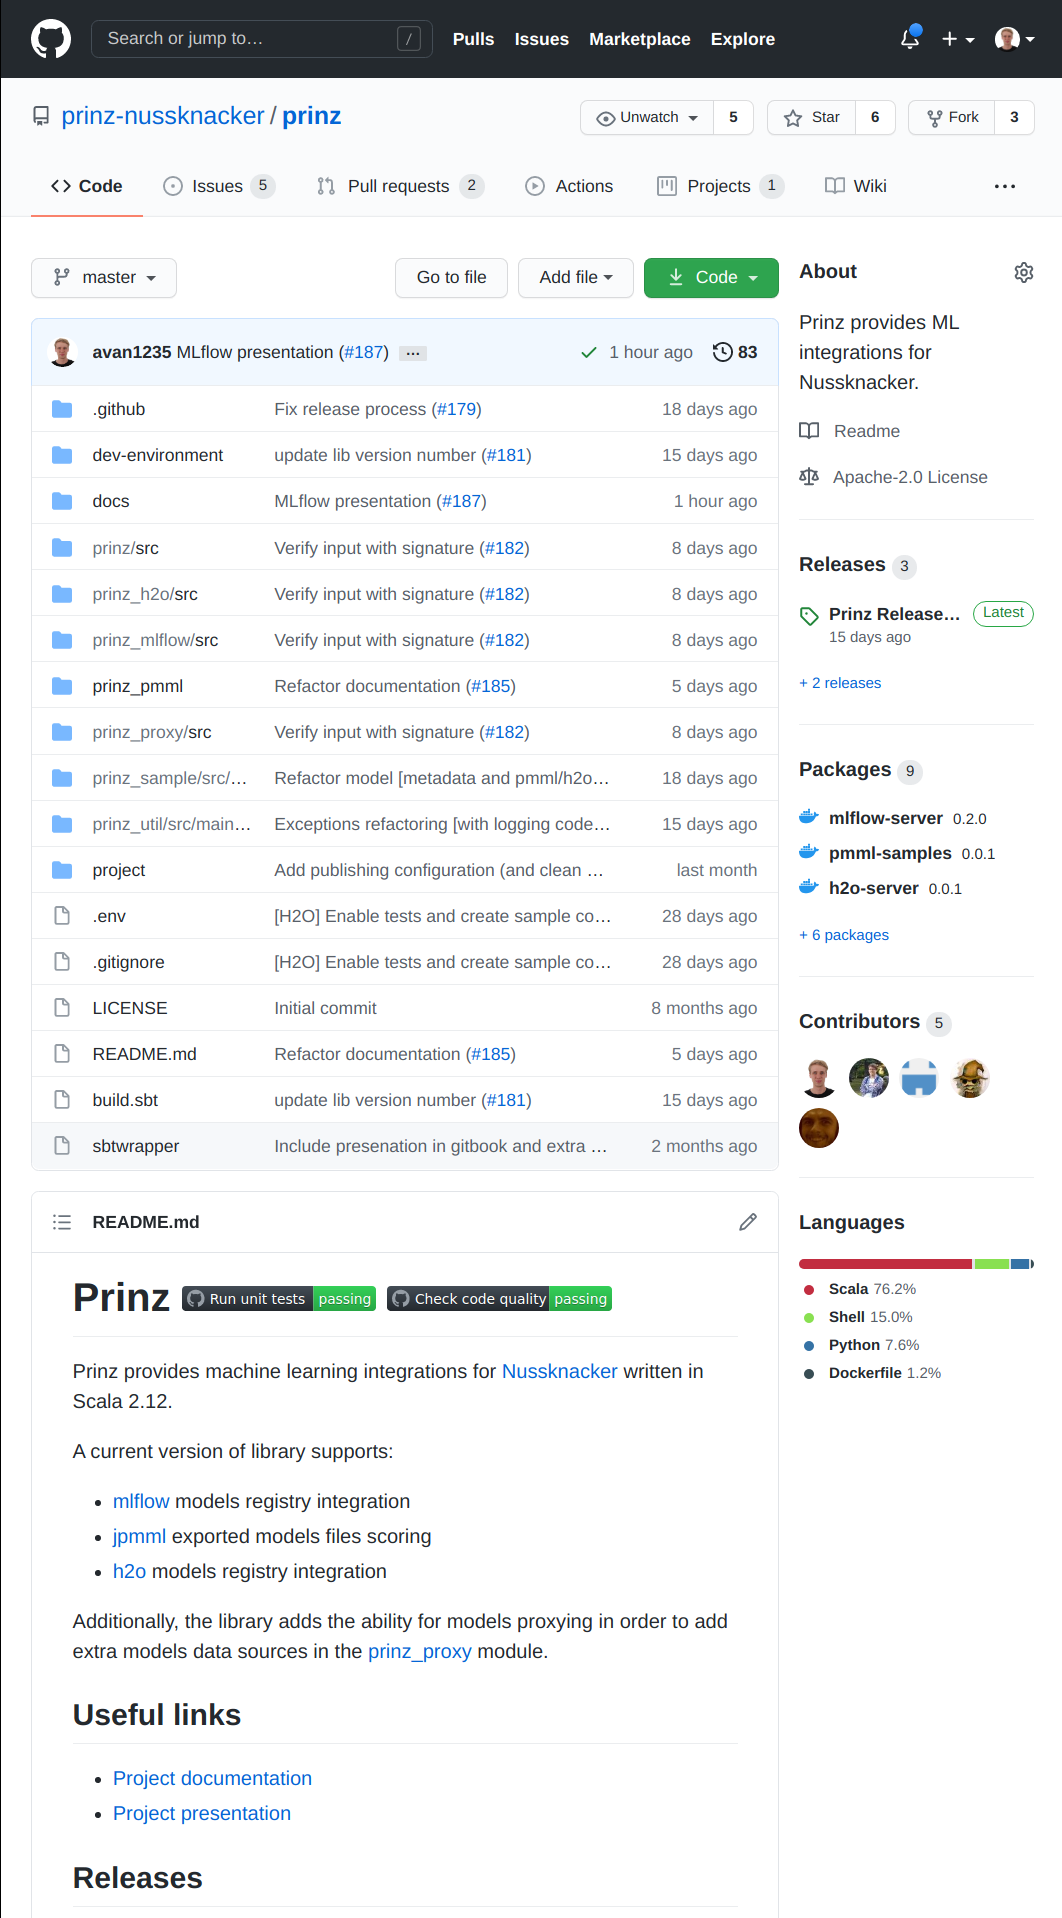 Search or jump to… / Pulls Issues Marketplace Explore
prinz-nussknacker / prinz Unwatch 5 Star 6 Fork 3
Code Issues 5 Pull requests 2 Actions Projects 1 Wiki ...
master Go to file Add file Code
avan1235 MLflow presentation (#187) ... 1 hour ago 83
.github Fix release process (#179) 18 days ago
dev-environment update lib version number (#181) 15 days ago
docs MLflow presentation (#187) 1 hour ago
prinz/src Verify input with signature (#182) 8 days ago
prinz_h2o/src Verify input with signature (#182) 8 days ago
prinz_mlflow/src Verify input with signature (#182) 8 days ago
prinz_pmml Refactor documentation (#185) 5 days ago
prinz_proxy/src Verify input with signature (#182) 8 days ago
prinz_sample/src/… Refactor model [metadata and pmml/h2o… 18 days ago
prinz_util/src/main… Exceptions refactoring [with logging code… 15 days ago
project Add publishing configuration (and clean … last month
.env [H2O] Enable tests and create sample co… 28 days ago
.gitignore [H2O] Enable tests and create sample co… 28 days ago
LICENSE Initial commit 8 months ago
README.md Refactor documentation (#185) 5 days ago
build.sbt update lib version number (#181) 15 days ago
sbtwrapper Include presenation in gitbook and extra … 2 months ago
README.md
Prinz Run unit tests passing Check code quality passing
Prinz provides machine learning integrations for Nussknacker written in
Scala 2.12.
A current version of library supports:
• mlflow models registry integration
• jpmml exported models files scoring
• h2o models registry integration
Additionally, the library adds the ability for models proxying in order to add
extra models data sources in the prinz_proxy module.
Useful links
• Project documentation
• Project presentation
Releases
About
Prinz provides ML
integrations for
Nussknacker.
Readme
Apache-2.0 License
Releases 3
Prinz Release… Latest
15 days ago
+ 2 releases
Packages 9
mlflow-server 0.2.0
pmml-samples 0.0.1
h2o-server 0.0.1
+ 6 packages
Contributors 5
Languages
Scala 76.2%
Shell 15.0%
Python 7.6%
Dockerfile 1.2%